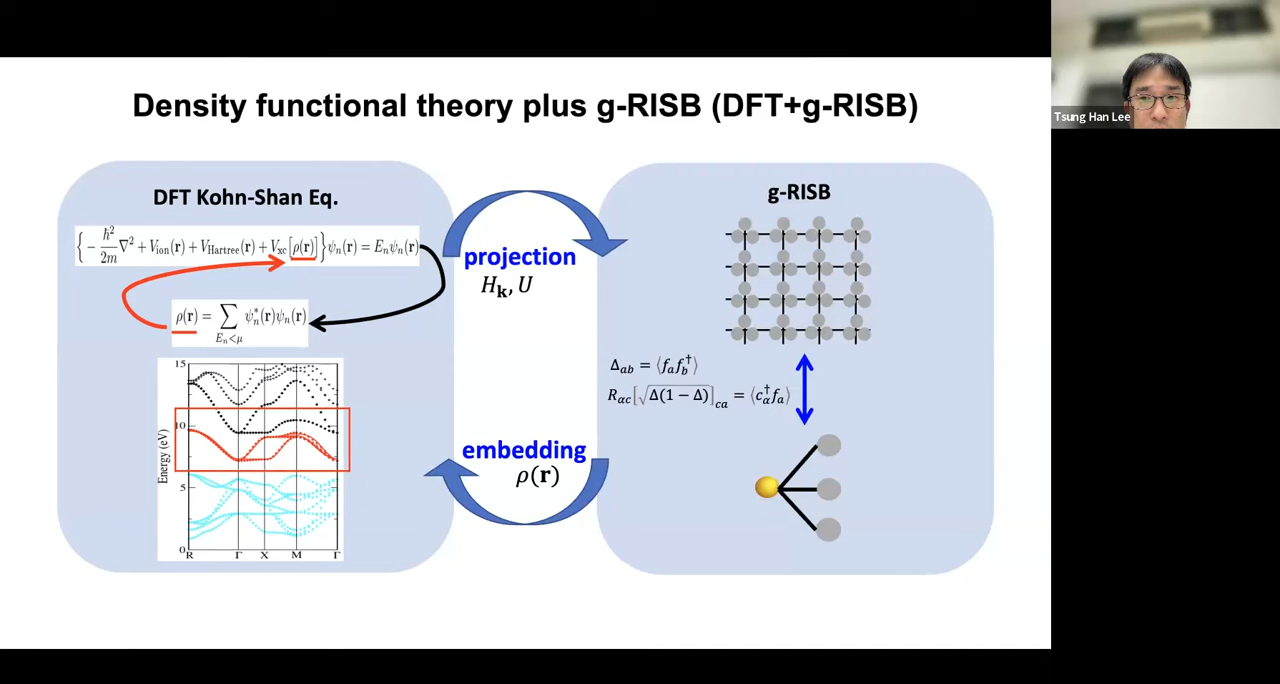 Density functional theory plus g-RISB (DFT+g-RISB)
Tsung Han Lee
DFT Kohn-Shan Eq.
{ - ħ²/2m ∇² + V_ion(r) + V_Hartree(r) + V_xc[ρ(r)] } ψ_n(r) = E_n ψ_n(r)
ρ(r) = ∑_{E_n<μ} ψ_n*(r)ψ_n(r)
15
10
5
0
Energy (eV)
R Γ X M Γ
projection
H_k, U
embedding
ρ(r)
g-RISB
Δ_ab = ⟨f_a f_b†⟩
R_αc[√Δ(1 − Δ)]_ca = ⟨c_α† f_a⟩